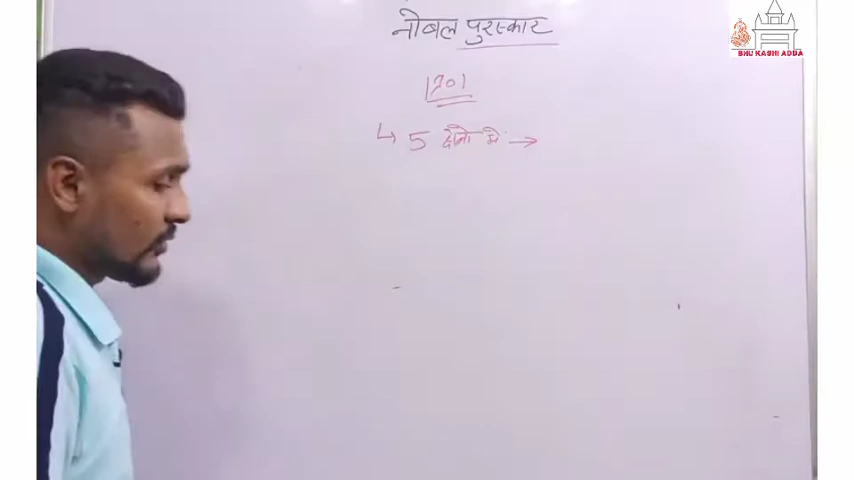 नोबल पुरस्कार
BHU KASHI ADDA
1901
↳ 5 क्षेत्रो मे →